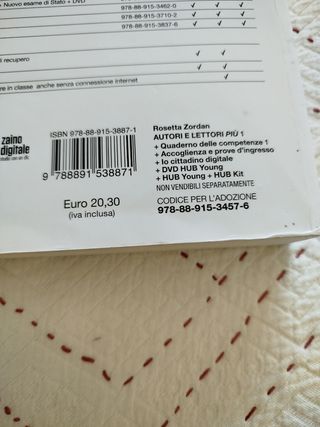 Nuovo esame di Stato + DVD 978-88-915-3462-0 ✓ ✓ ✓
978-88-915-3710-2 ✓ ✓ ✓
978-88-915-3837-6 ✓ ✓ ✓
✓ ✓
i recupero ✓ ✓
re in classe anche senza connessione internet ✓
zaino
digitale
ISBN 978-88-915-3887-1
9 788891 538871
Euro 20,30
(iva inclusa)
Rosetta Zordan
AUTORI E LETTORI PIÙ 1
+ Quaderno delle competenze 1
+ Accoglienza e prove d'ingresso
+ Io cittadino digitale
+ DVD HUB Young
+ HUB Young + HUB Kit
NON VENDIBILI SEPARATAMENTE
CODICE PER L'ADOZIONE
978-88-915-3457-6